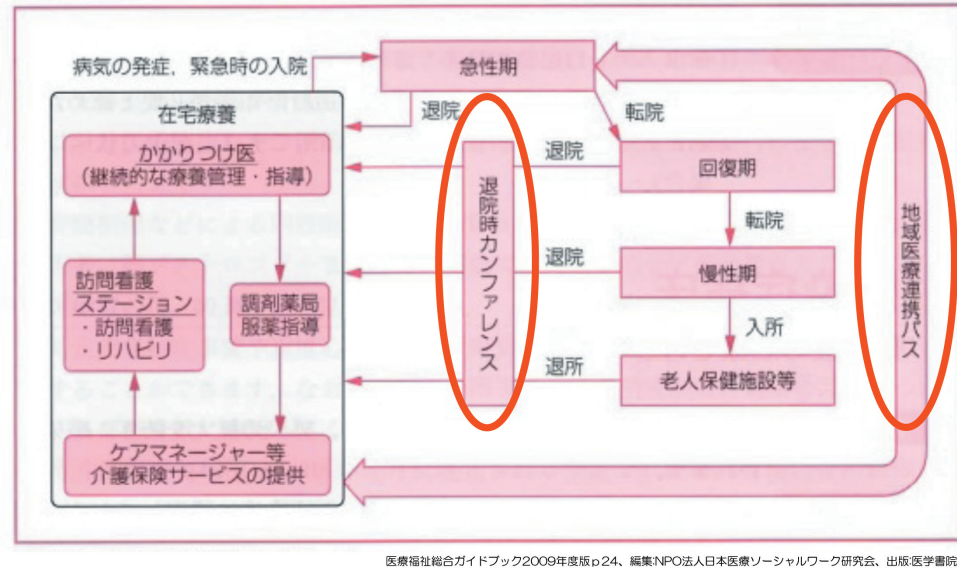 病気の発症，緊急時の入院
急性期
在宅療養
退院
転院
かかりつけ医
（継続的な療養管理・指導）
退院
回復期
退院時カンファレンス
転院
地域医療連携パス
訪問看護
ステーション
・訪問看護
・リハビリ
調剤薬局
服薬指導
退院
慢性期
入所
退所
老人保健施設等
ケアマネージャー等
介護保険サービスの提供
医療福祉総合ガイドブック2009年度版p24、編集:NPO法人日本医療ソーシャルワーク研究会、出版:医学書院